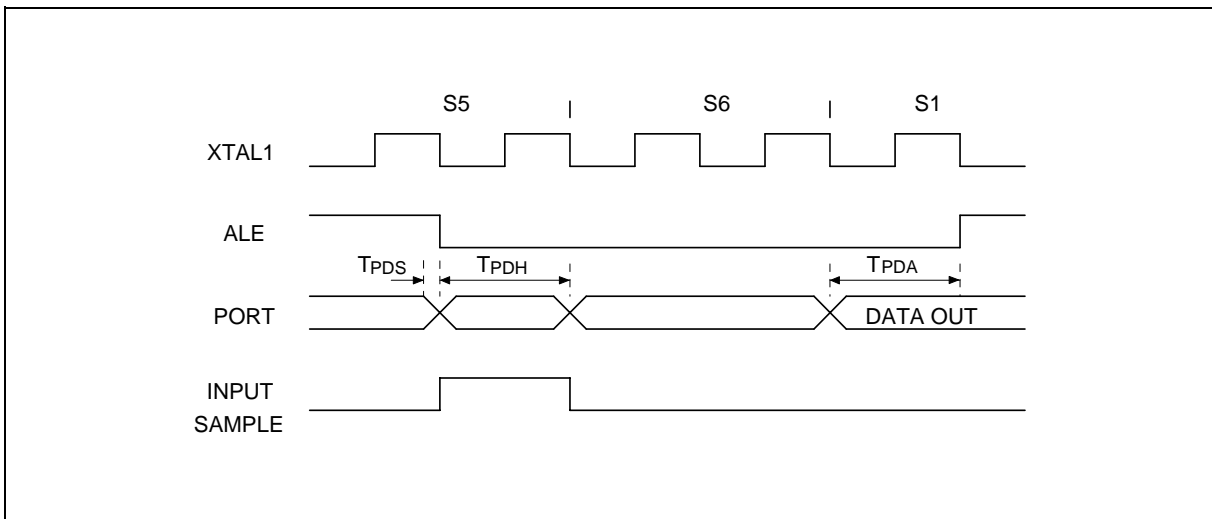 S5 | S6 | S1
XTAL1
ALE
TPDS TPDH TPDA
PORT DATA OUT
INPUT
SAMPLE